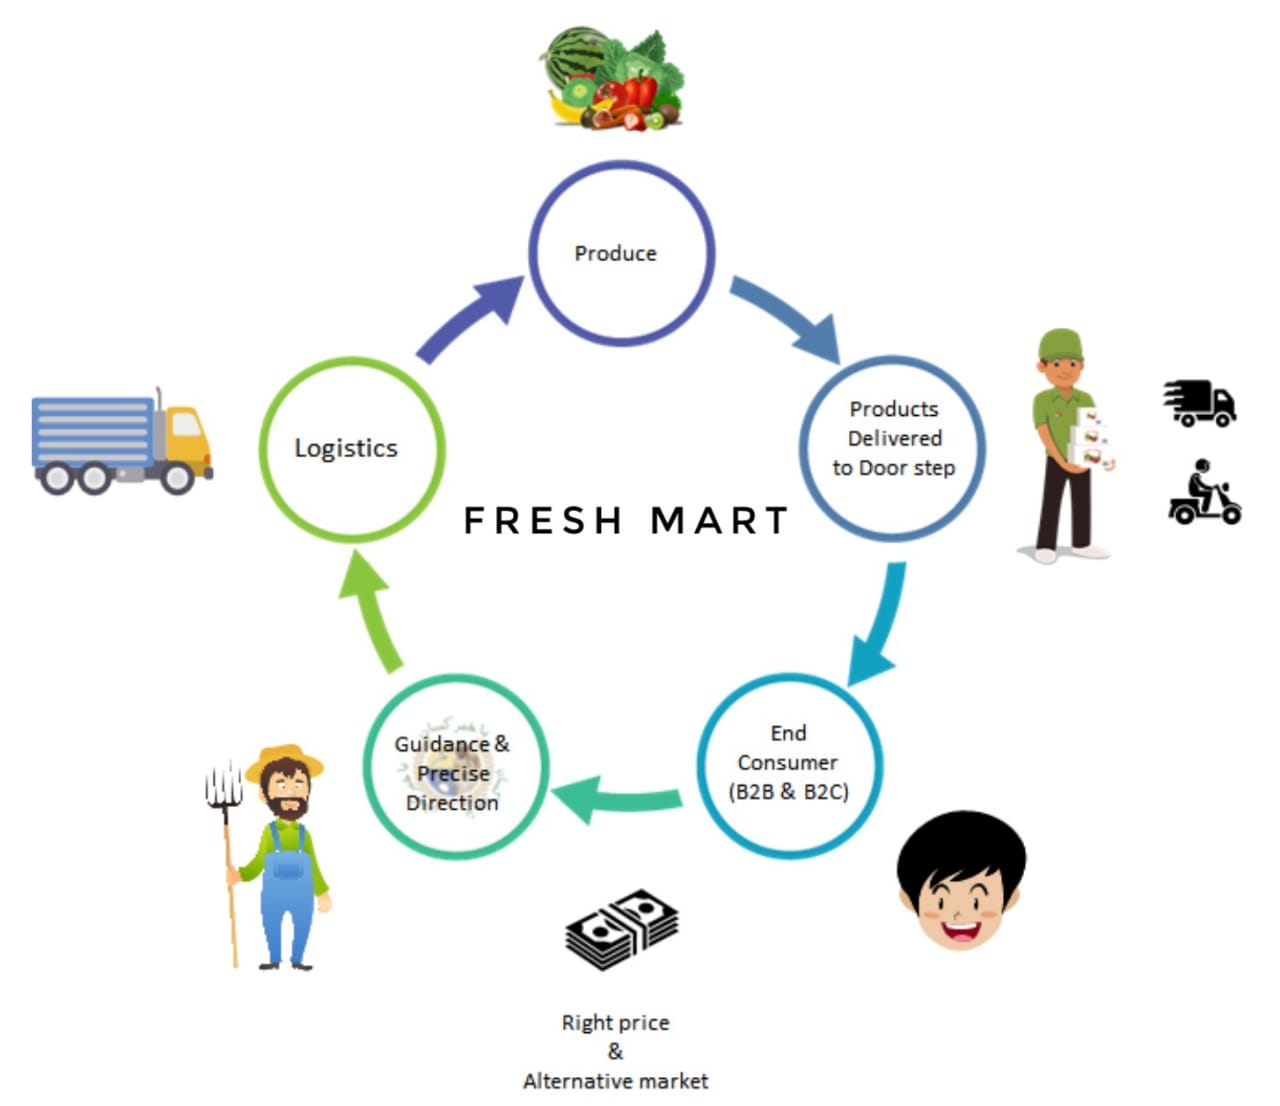 Produce
Products
Delivered
to Door step
Logistics
FRESH MART
End
Consumer
(B2B & B2C)
Guidance &
Precise
Direction
Right price
&
Alternative market